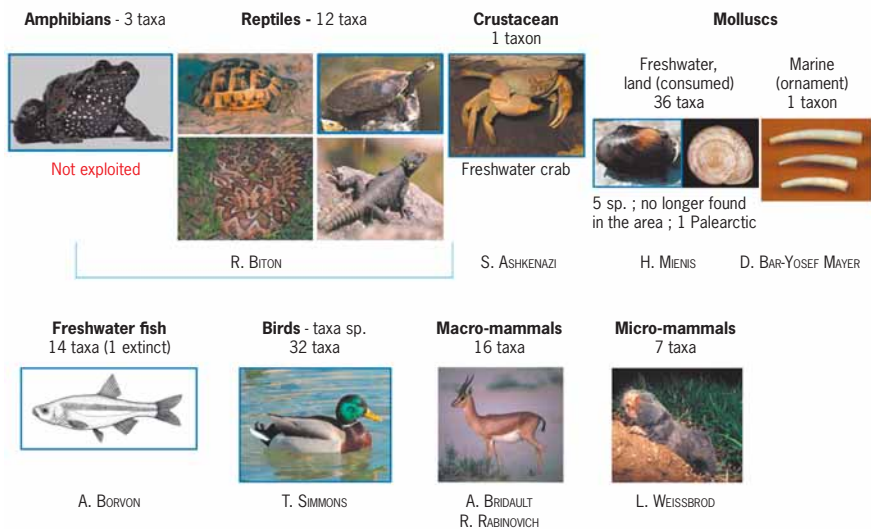 Amphibians - 3 taxa
Not exploited
Reptiles - 12 taxa
R. BITON
Crustacean
1 taxon
Freshwater crab
S. ASHKENAZI
Molluscs
Freshwater,
land (consumed)
36 taxa
5 sp. ; no longer found
in the area ; 1 Palearctic
H. MIENIS
Marine
(ornament)
1 taxon
D. BAR-YOSEF MAYER
Freshwater fish
14 taxa (1 extinct)
A. BORVON
Birds - taxa sp.
32 taxa
T. SIMMONS
Macro-mammals
16 taxa
A. BRIDAULT
R. RABINOVICH
Micro-mammals
7 taxa
L. WEISSBROD